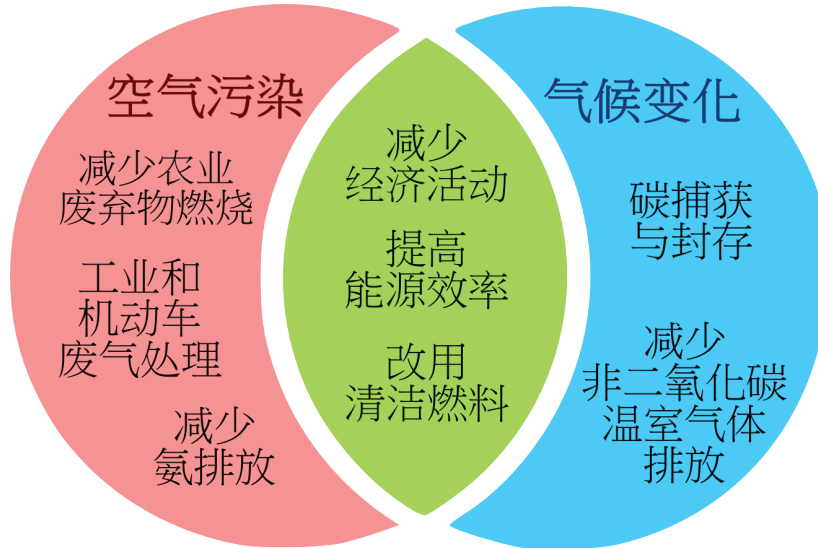 空气污染
减少农业
废弃物燃烧
工业和
机动车
废气处理
减少
氨排放
减少
经济活动
提高
能源效率
改用
清洁燃料
气候变化
碳捕获
与封存
减少
非二氧化碳
温室气体
排放